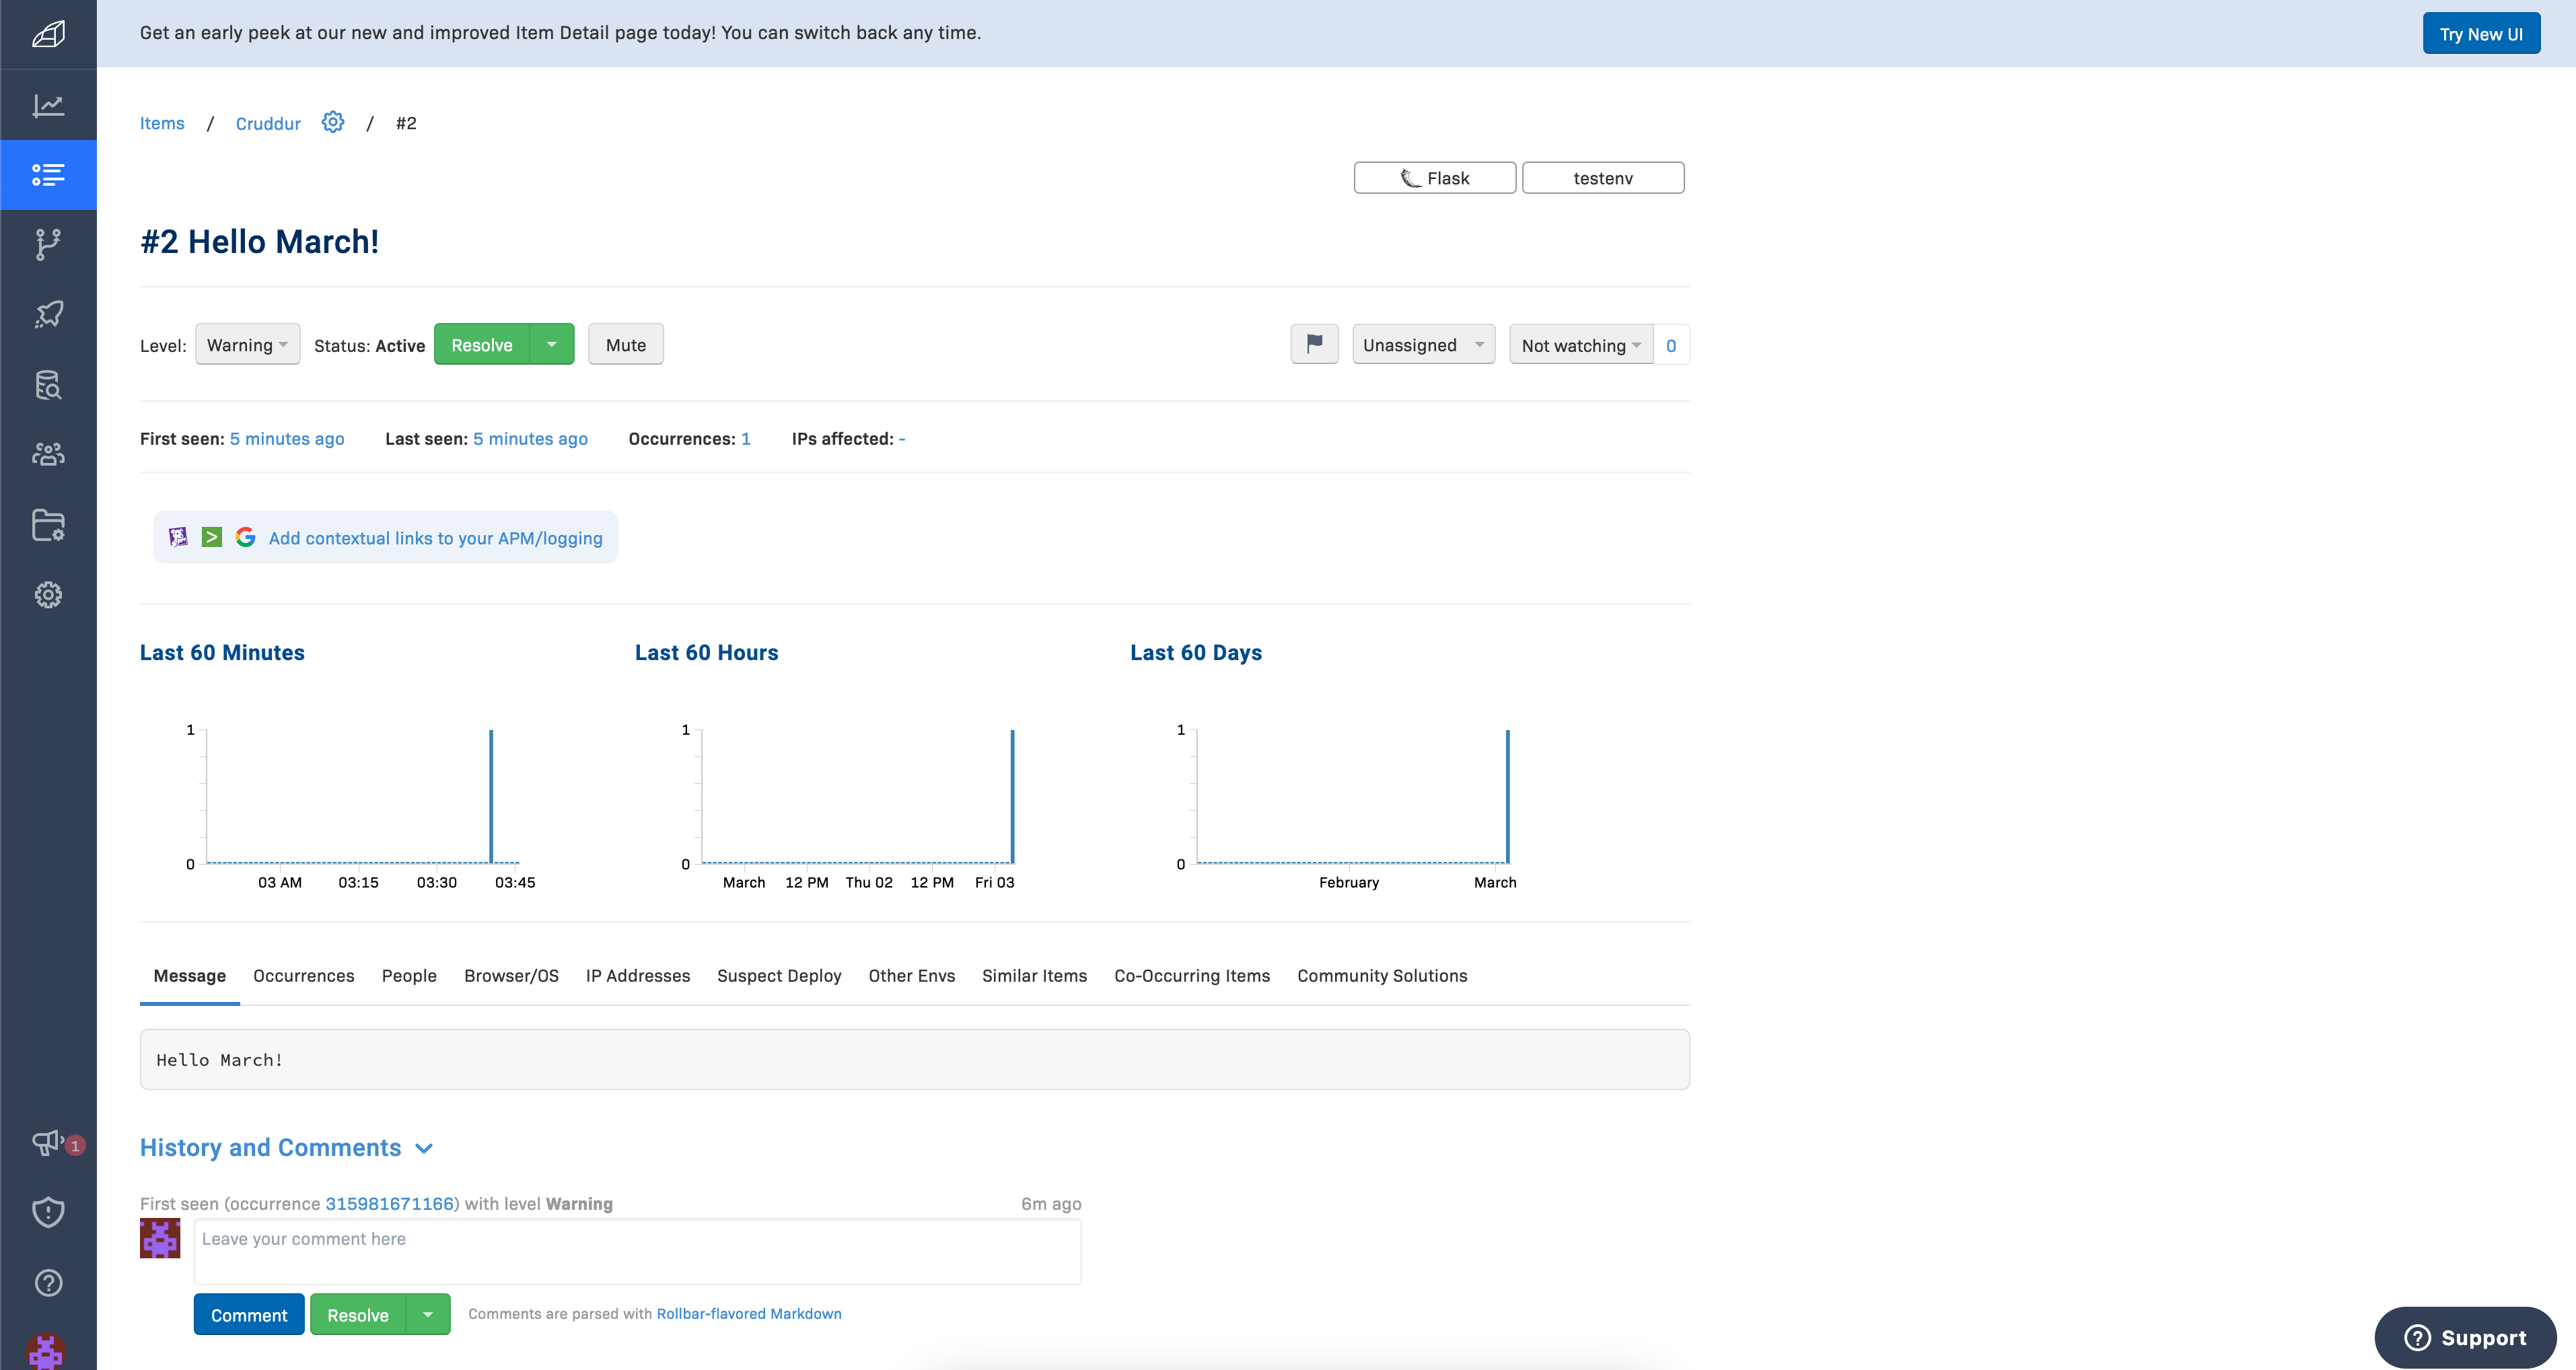 Get an early peek at our new and improved Item Detail page today! You can switch back any time.
Try New UI
Items / Cruddur / #2
Flask
testenv
#2 Hello March!
Level: Warning Status: Active Resolve Mute
Unassigned Not watching 0
First seen: 5 minutes ago Last seen: 5 minutes ago Occurrences: 1 IPs affected: -
Add contextual links to your APM/logging
Last 60 Minutes
1
0
03 AM 03:15 03:30 03:45
Last 60 Hours
1
0
March 12 PM Thu 02 12 PM Fri 03
Last 60 Days
1
0
February March
Message Occurrences People Browser/OS IP Addresses Suspect Deploy Other Envs Similar Items Co-Occurring Items Community Solutions
Hello March!
History and Comments
1
First seen (occurrence 315981671166) with level Warning 6m ago
Leave your comment here
Comment Resolve Comments are parsed with Rollbar-flavored Markdown
Support